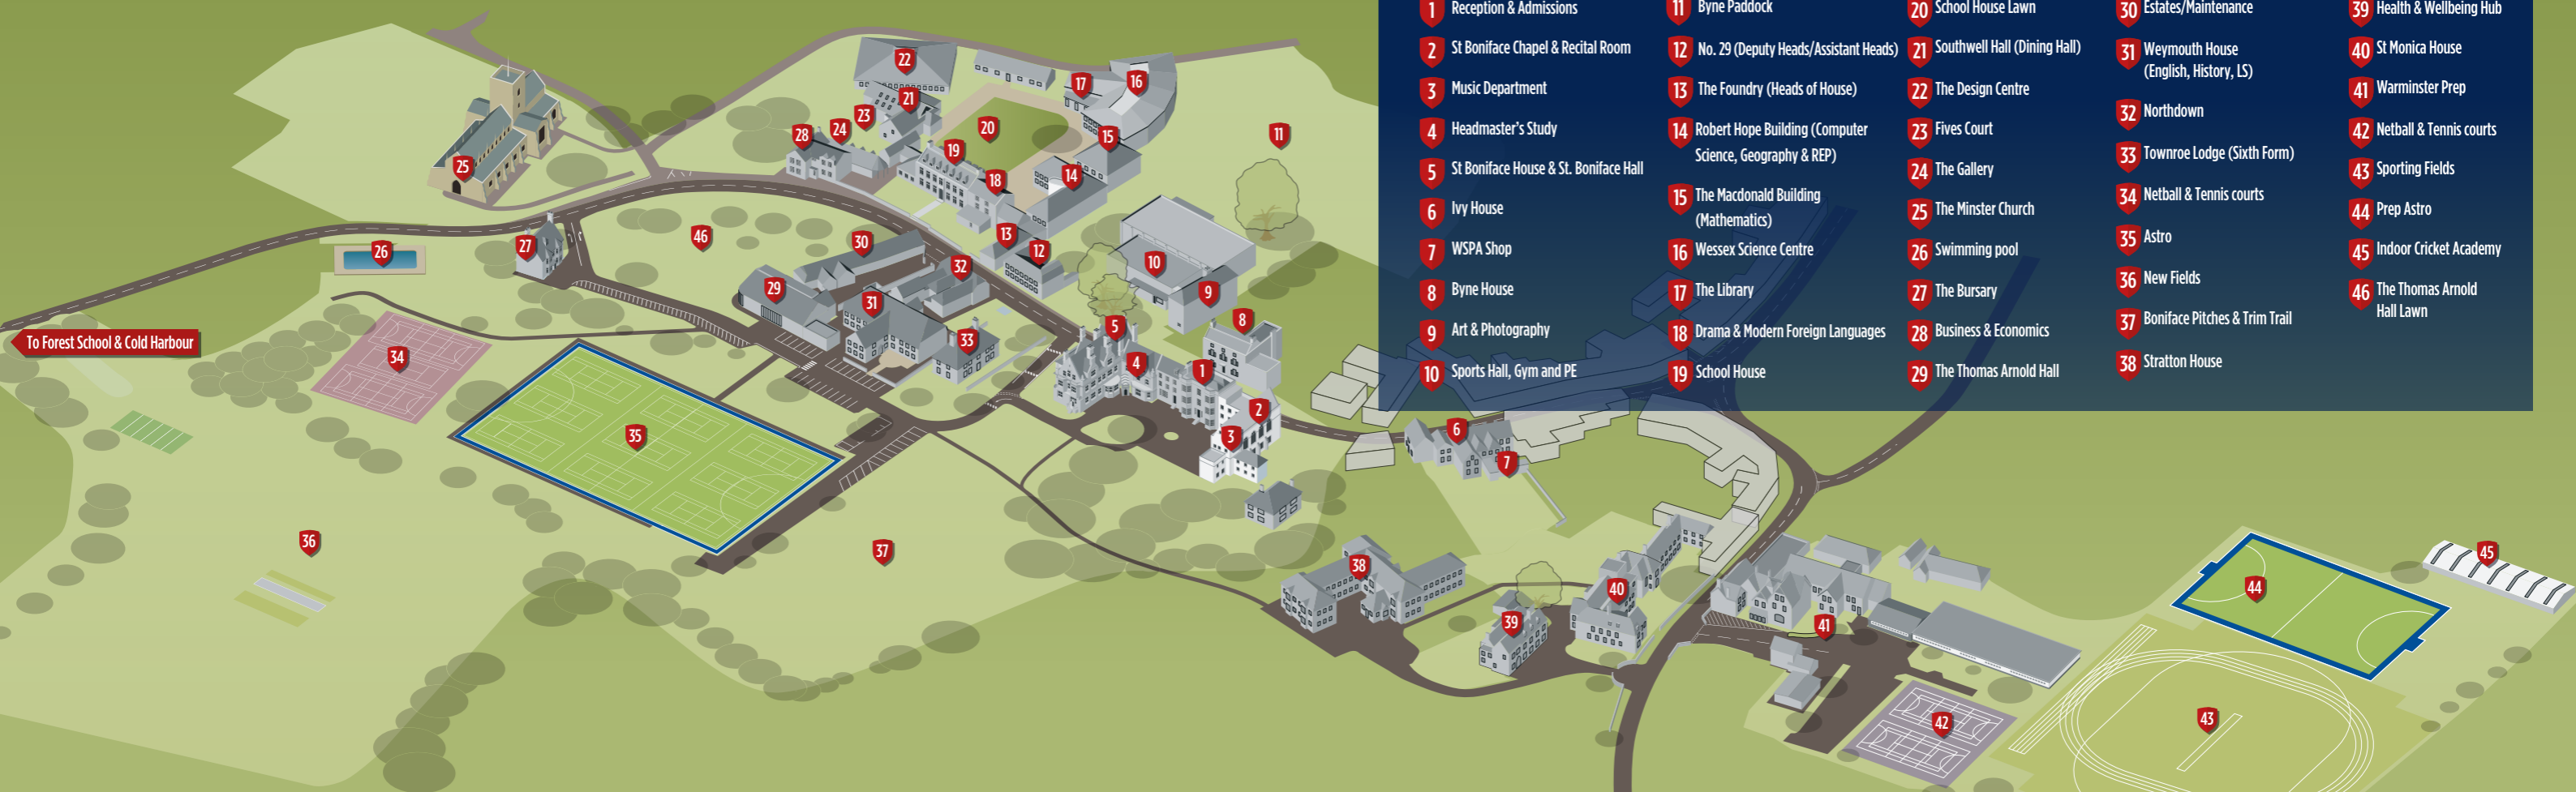 1 Reception & Admissions
2 St Boniface Chapel & Recital Room
3 Music Department
4 Headmaster's Study
5 St Boniface House & St. Boniface Hall
6 Ivy House
7 WSPA Shop
8 Byne House
9 Art & Photography
10 Sports Hall, Gym and PE
11 Byne Paddock
12 No. 29 (Deputy Heads/Assistant Heads)
13 The Foundry (Heads of House)
14 Robert Hope Building (Computer
Science, Geography & REP)
15 The Macdonald Building
(Mathematics)
16 Wessex Science Centre
17 The Library
18 Drama & Modern Foreign Languages
19 School House
20 School House Lawn
21 Southwell Hall (Dining Hall)
22 The Design Centre
23 Fives Court
24 The Gallery
25 The Minster Church
26 Swimming pool
27 The Bursary
28 Business & Economics
29 The Thomas Arnold Hall
30 Estates/Maintenance
31 Weymouth House
(English, History, LS)
32 Northdown
33 Townroe Lodge (Sixth Form)
34 Netball & Tennis courts
35 Astro
36 New Fields
37 Boniface Pitches & Trim Trail
38 Stratton House
39 Health & Wellbeing Hub
40 St Monica House
41 Warminster Prep
42 Netball & Tennis courts
43 Sporting Fields
44 Prep Astro
45 Indoor Cricket Academy
46 The Thomas Arnold
Hall Lawn
22
17
16
21
23
28
24
20
11
15
19
25
18
14
46
13
27
30
12
26
10
32
29
9
31
8
5
To Forest School & Cold Harbour
33
34
4
1
2
6
35
3
7
36
37
45
38
44
40
39
41
43
42